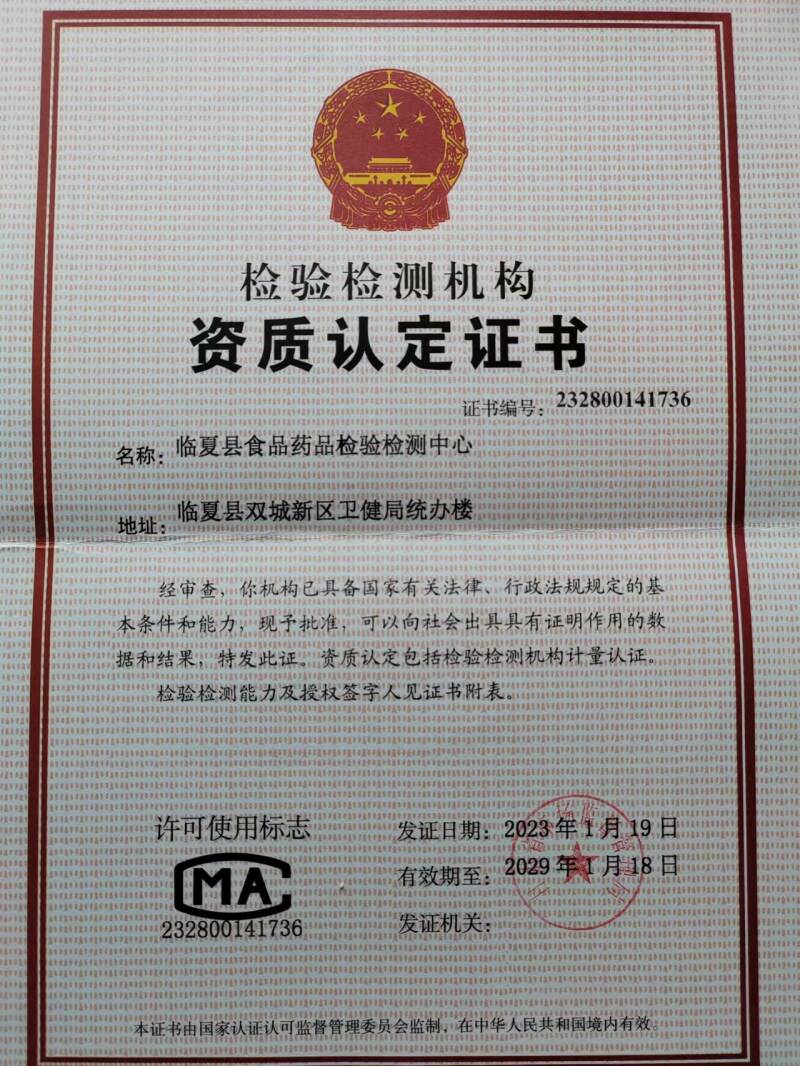 检验检测机构
资质认定证书
证书编号：232800141736
名称：临夏县食品药品检验检测中心
地址：临夏县双城新区卫健局统办楼
经审查，你机构已具备国家有关法律、行政法规规定的基
本条件和能力，现予批准，可以向社会出具具有证明作用的数
据和结果，特发此证。资质认定包括检验检测机构计量认证。
检验检测能力及授权签字人见证书附表。
许可使用标志
MA
232800141736
发证日期：2023年1月19日
有效期至：2029年1月18日
发证机关：
本证书由国家认证认可监督管理委员会监制，在中华人民共和国境内有效。